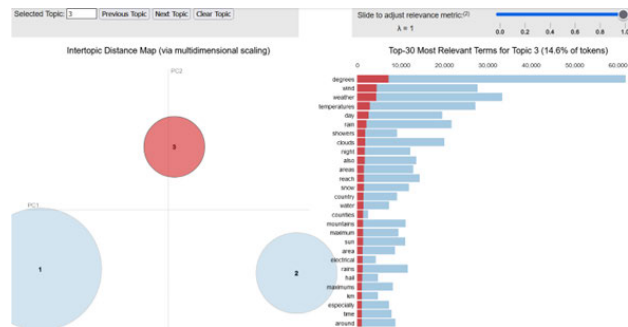 Selected Topic: 3 Previous Topic Next Topic Clear Topic
Slide to adjust relevance metric:(2)
λ = 1
0.0 0.2 0.4 0.6 0.8 1.0
Intertopic Distance Map (via multidimensional scaling)
PC2
PC1
3
1
2
Top-30 Most Relevant Terms for Topic 3 (14.6% of tokens)
0 10,000 20,000 30,000 40,000 50,000 60,000
degrees
wind
weather
temperatures
day
rain
showers
clouds
night
also
areas
reach
snow
country
water
counties
mountains
maximum
sun
area
electrical
rains
hail
maximums
km
especially
time
around